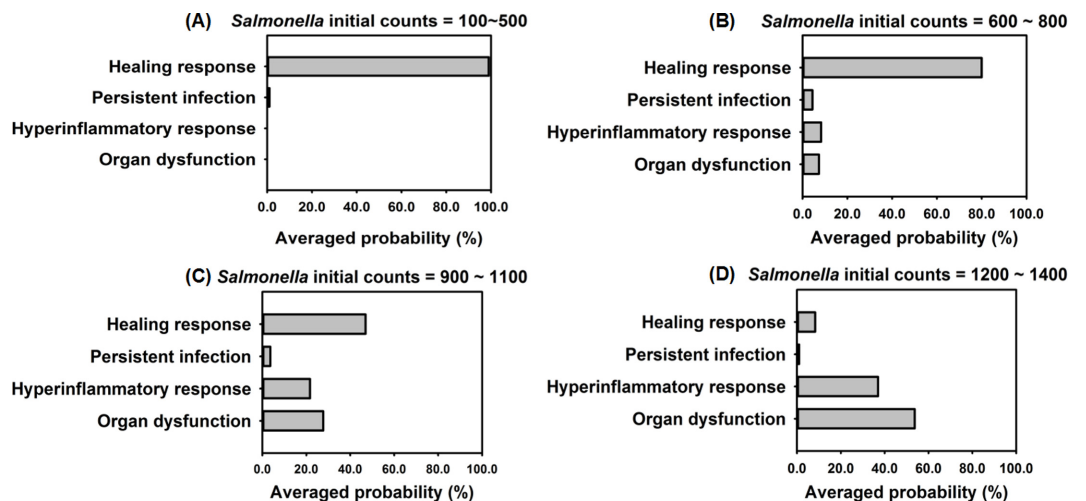 (A) Salmonella initial counts = 100~500
Healing response
Persistent infection
Hyperinflammatory response
Organ dysfunction
0.0 20.0 40.0 60.0 80.0 100.0
Averaged probability (%)
(B) Salmonella initial counts = 600 ~ 800
Healing response
Persistent infection
Hyperinflammatory response
Organ dysfunction
0.0 20.0 40.0 60.0 80.0 100.0
Averaged probability (%)
(C) Salmonella initial counts = 900 ~ 1100
Healing response
Persistent infection
Hyperinflammatory response
Organ dysfunction
0.0 20.0 40.0 60.0 80.0 100.0
Averaged probability (%)
(D) Salmonella initial counts = 1200 ~ 1400
Healing response
Persistent infection
Hyperinflammatory response
Organ dysfunction
0.0 20.0 40.0 60.0 80.0 100.0
Averaged probability (%)